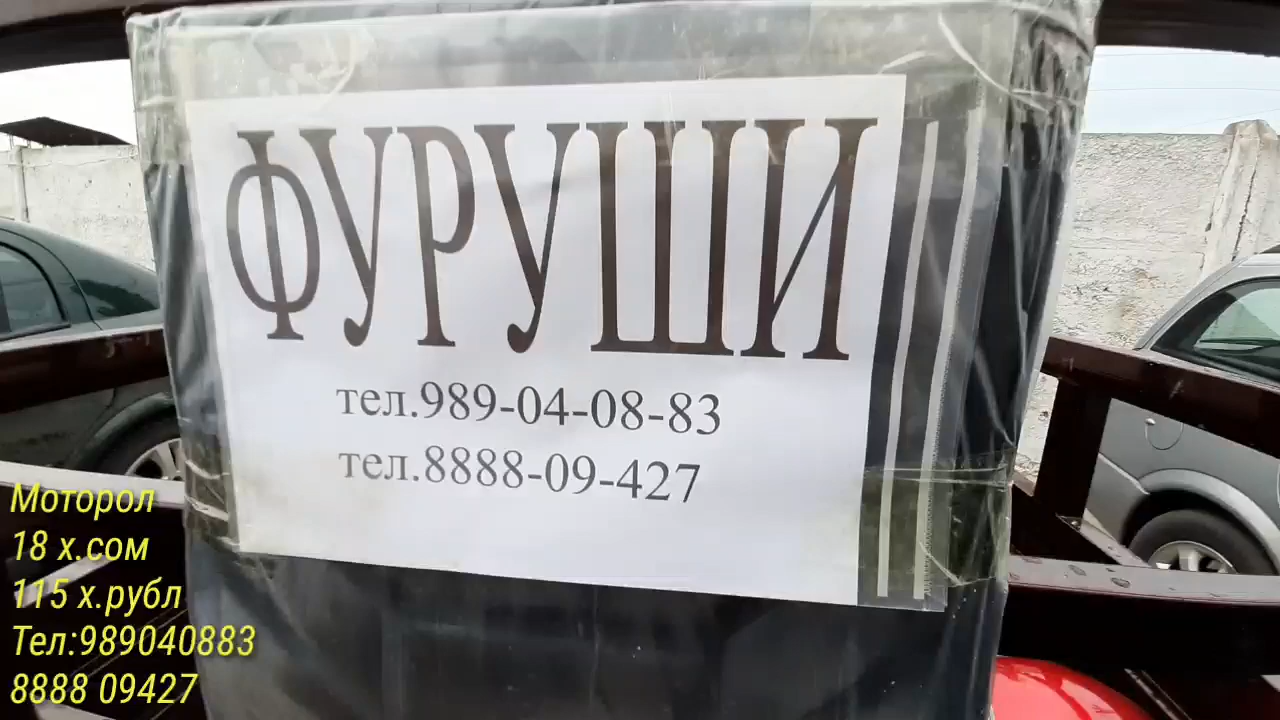 ФУРУШИ
тел.989-04-08-83
тел.8888-09-427
Моторол
18 х.сом
115 х.рубл
Тел:989040883
8888 09427